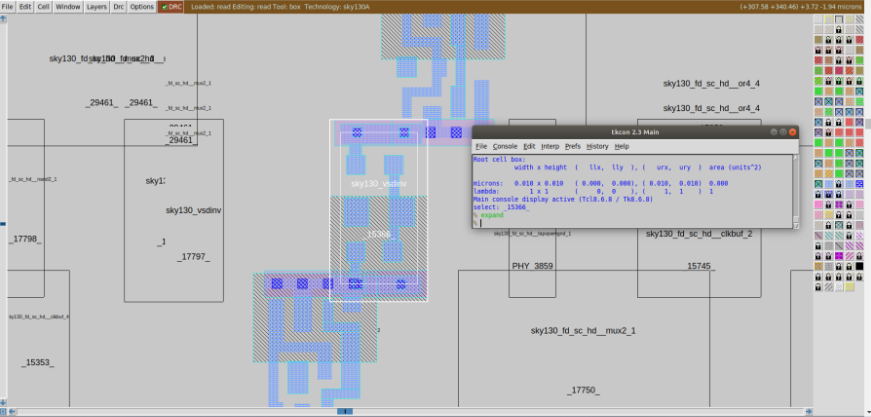 File Edit Cell Window Layers Drc Options DRC Loaded: read Editing: read Tool: box Technology: sky130A (+307.58 +340.46) +3.72 -1.94 microns
_fd_sc_hd__mux2_1
sky130_fd_sc_hd__or4_4
_29461_ _29461_
_fd_sc_hd__mux2_1
sky130_fd_sc_hd__or4_4
_fd_sc_hd__mux2_1
_29461_
tkcon 2.3 Main
File Console Edit Interp Prefs History Help
Root cell box:
width x height ( llx, lly ), ( urx, ury ) area (units^2)
microns: 0.010 x 0.010 ( 0.000, 0.000), ( 0.010, 0.010) 0.000
lambda: 1 x 1 ( 0, 0 ), ( 1, 1 ) 1
Main console display active (Tcl8.6.8 / Tk8.6.8)
select: _15366_
% expand
%
_fd_sc_hd__mux2_1
sky1:
sky130_vsdinv
sky130_fd_sc_hd__mux2_1
sky130_vsdinv
_15366_
_17798_
_1
_17797_
sky130_fd_sc_hd__clkbuf_2
PHY_3859
_15745_
sky130_fd_sc_hd__clkbuf_4
_2
sky130_fd_sc_hd__mux2_1
_15353_
_17750_